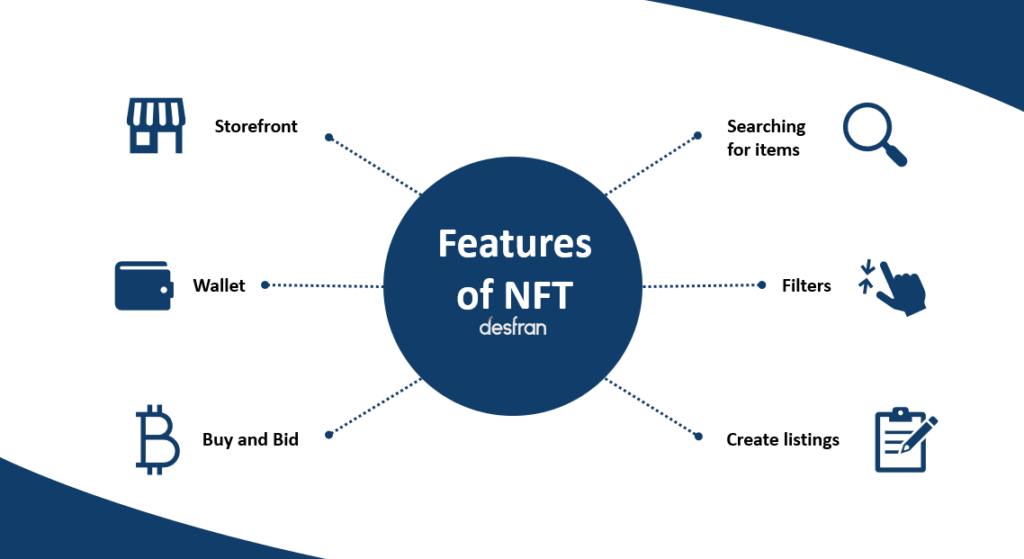 Storefront
Searching
for items
Features
of NFT
desfran
Wallet
Filters
Buy and Bid
Create listings